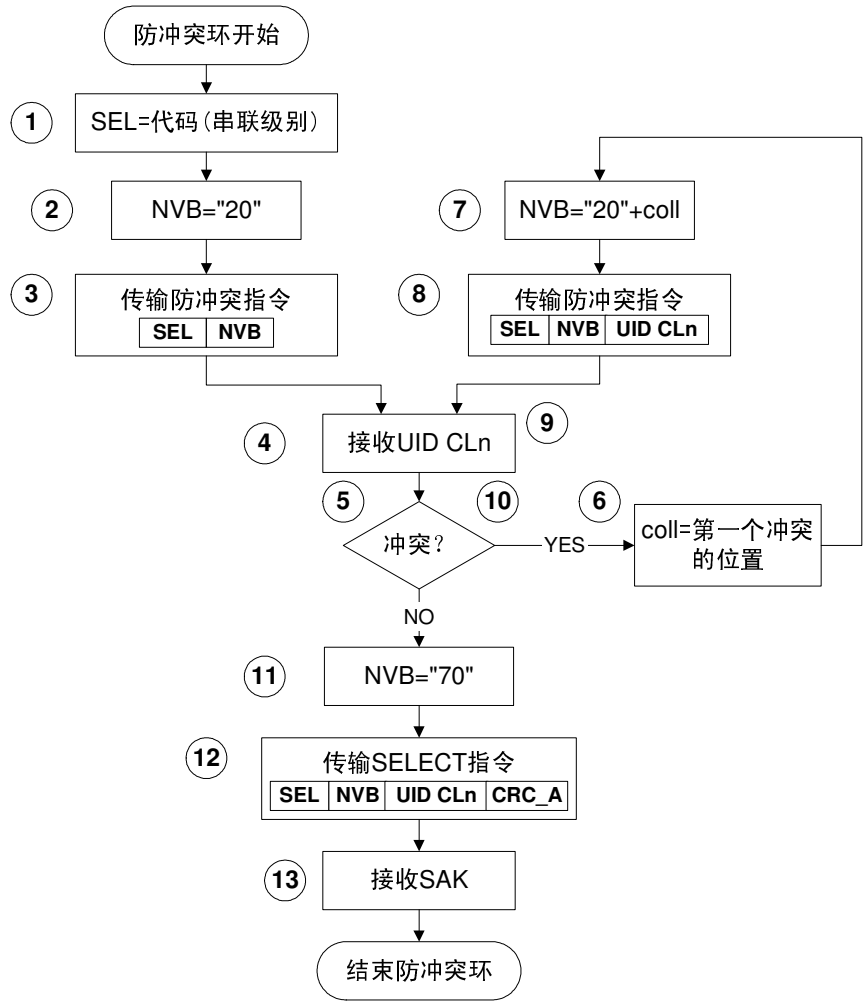 防冲突环开始
1
SEL=代码(串联级别)
2
NVB="20"
7
NVB="20"+coll
3
传输防冲突指令
SEL NVB
8
传输防冲突指令
SEL NVB UID CLn
4
接收UID CLn
9
5
10
6
冲突?
YES
coll=第一个冲突
的位置
NO
11
NVB="70"
12
传输SELECT指令
SEL NVB UID CLn CRC_A
13
接收SAK
结束防冲突环